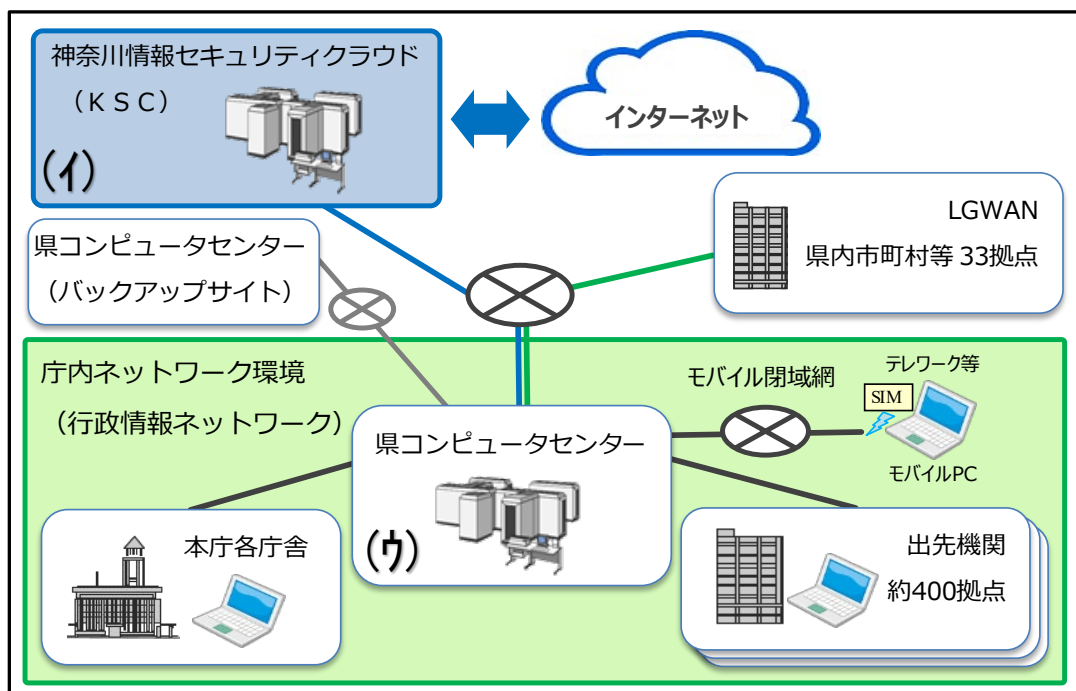 神奈川情報セキュリティクラウド
（ＫＳＣ）
(ｲ)
インターネット
県コンピュータセンター
（バックアップサイト）
LGWAN
県内市町村等 33拠点
庁内ネットワーク環境
（行政情報ネットワーク）
モバイル閉域網
テレワーク等
SIM
モバイルPC
県コンピュータセンター
(ｳ)
本庁各庁舎
出先機関
約400拠点